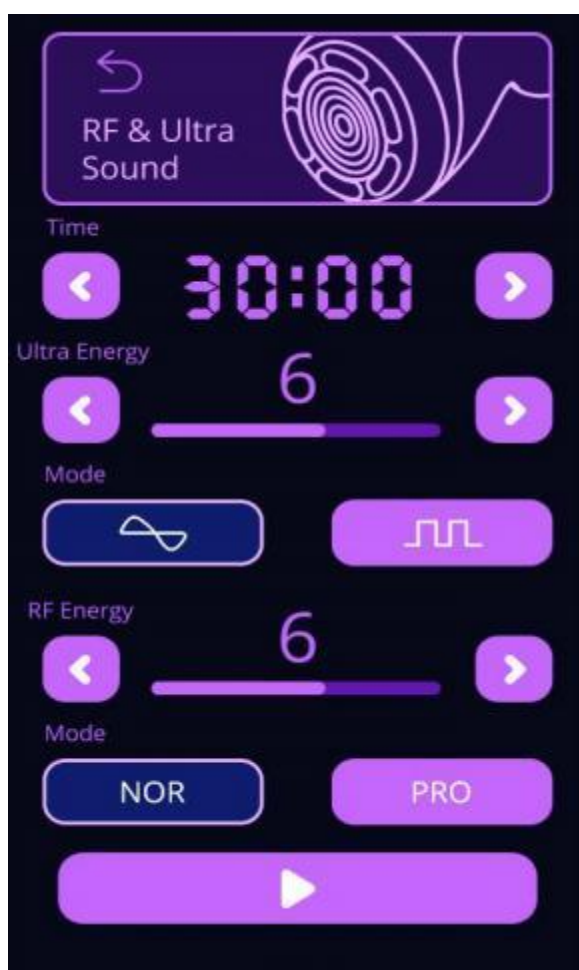 RF & Ultra
Sound
Time
30:00
Ultra Energy
6
Mode
RF Energy
6
Mode
NOR PRO